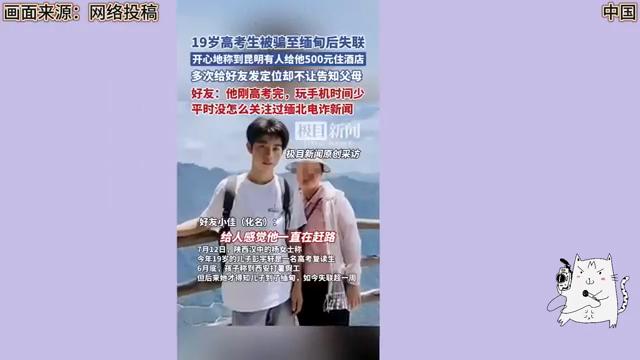 画面来源：网络投稿
中国
19岁高考生被骗至缅甸后失联
开心地称到昆明有人给他500元住酒店
多次给好友发定位却不让告知父母
好友：他刚高考完，玩手机时间少
平时没怎么关注过缅北电诈新闻
极目新闻
极目新闻原创采访
好友小佳（化名）：
给人感觉他一直在赶路
7月12日，陕西汉中的杨女士称
今年19岁的儿子彭宇轩是一名高考复读生
6月底，孩子称到西安打暑假工
但后来她才得知儿子到了缅甸，如今失联超一周